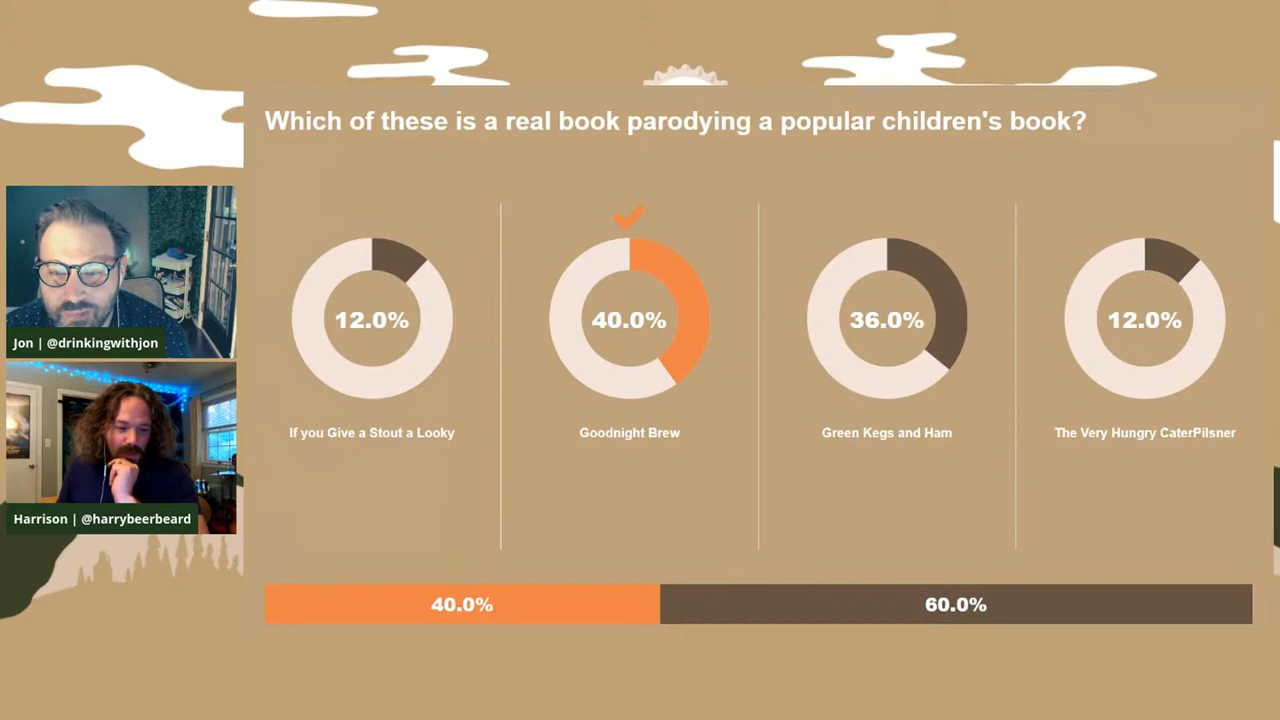 Which of these is a real book parodying a popular children's book?
12.0%
40.0%
36.0%
12.0%
If you Give a Stout a Looky
Goodnight Brew
Green Kegs and Ham
The Very Hungry CaterPilsner
40.0%
60.0%
Jon | @drinkingwithjon
Harrison | @harrybeerbeard